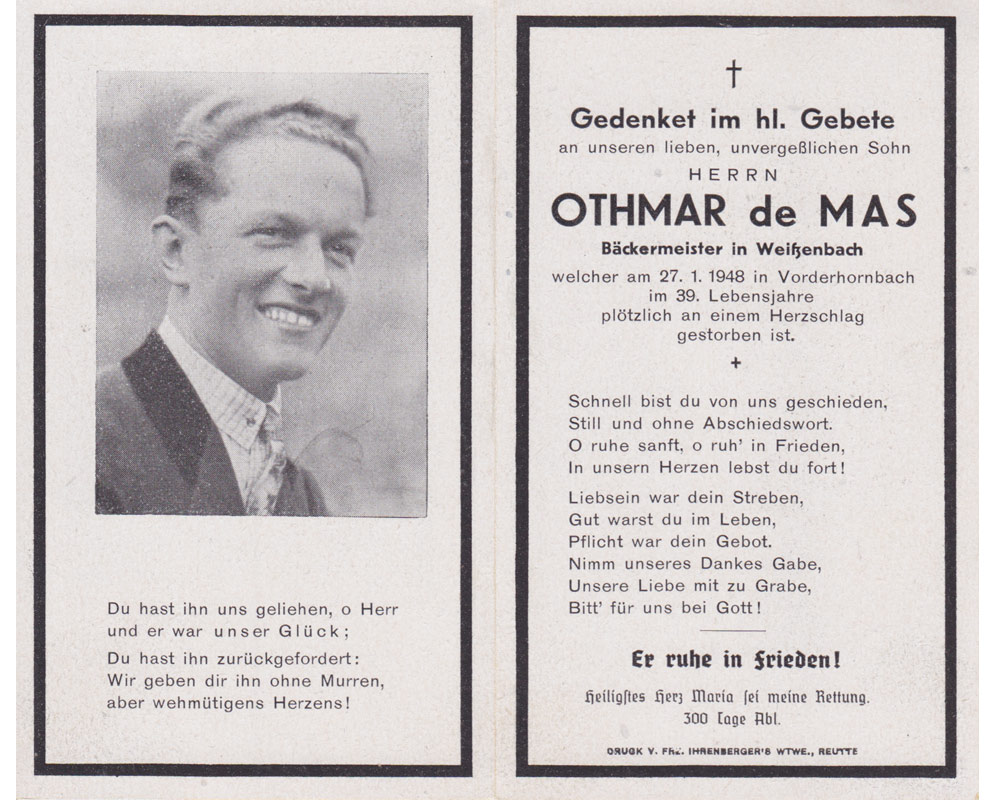 Du hast ihn uns geliehen, o Herr
und er war unser Glück;
Du hast ihn zurückgefordert:
Wir geben dir ihn ohne Murren,
aber wehmütigens Herzens!
†
Gedenket im hl. Gebete
an unseren lieben, unvergeßlichen Sohn
HERRN
OTHMAR de MAS
Bäckermeister in Weißenbach
welcher am 27. 1. 1948 in Vorderhornbach
im 39. Lebensjahre
plötzlich an einem Herzschlag
gestorben ist.
+
Schnell bist du von uns geschieden,
Still und ohne Abschiedswort.
O ruhe sanft, o ruh' in Frieden,
In unsern Herzen lebst du fort!
Liebsein war dein Streben,
Gut warst du im Leben,
Pflicht war dein Gebot.
Nimm unseres Dankes Gabe,
Unsere Liebe mit zu Grabe,
Bitt' für uns bei Gott!
Er ruhe in Frieden!
Heiligstes Herz Maria sei meine Rettung.
300 Tage Abl.
DRUCK V. FRZ. IHRENBERGER'S WTWE., REUTTE